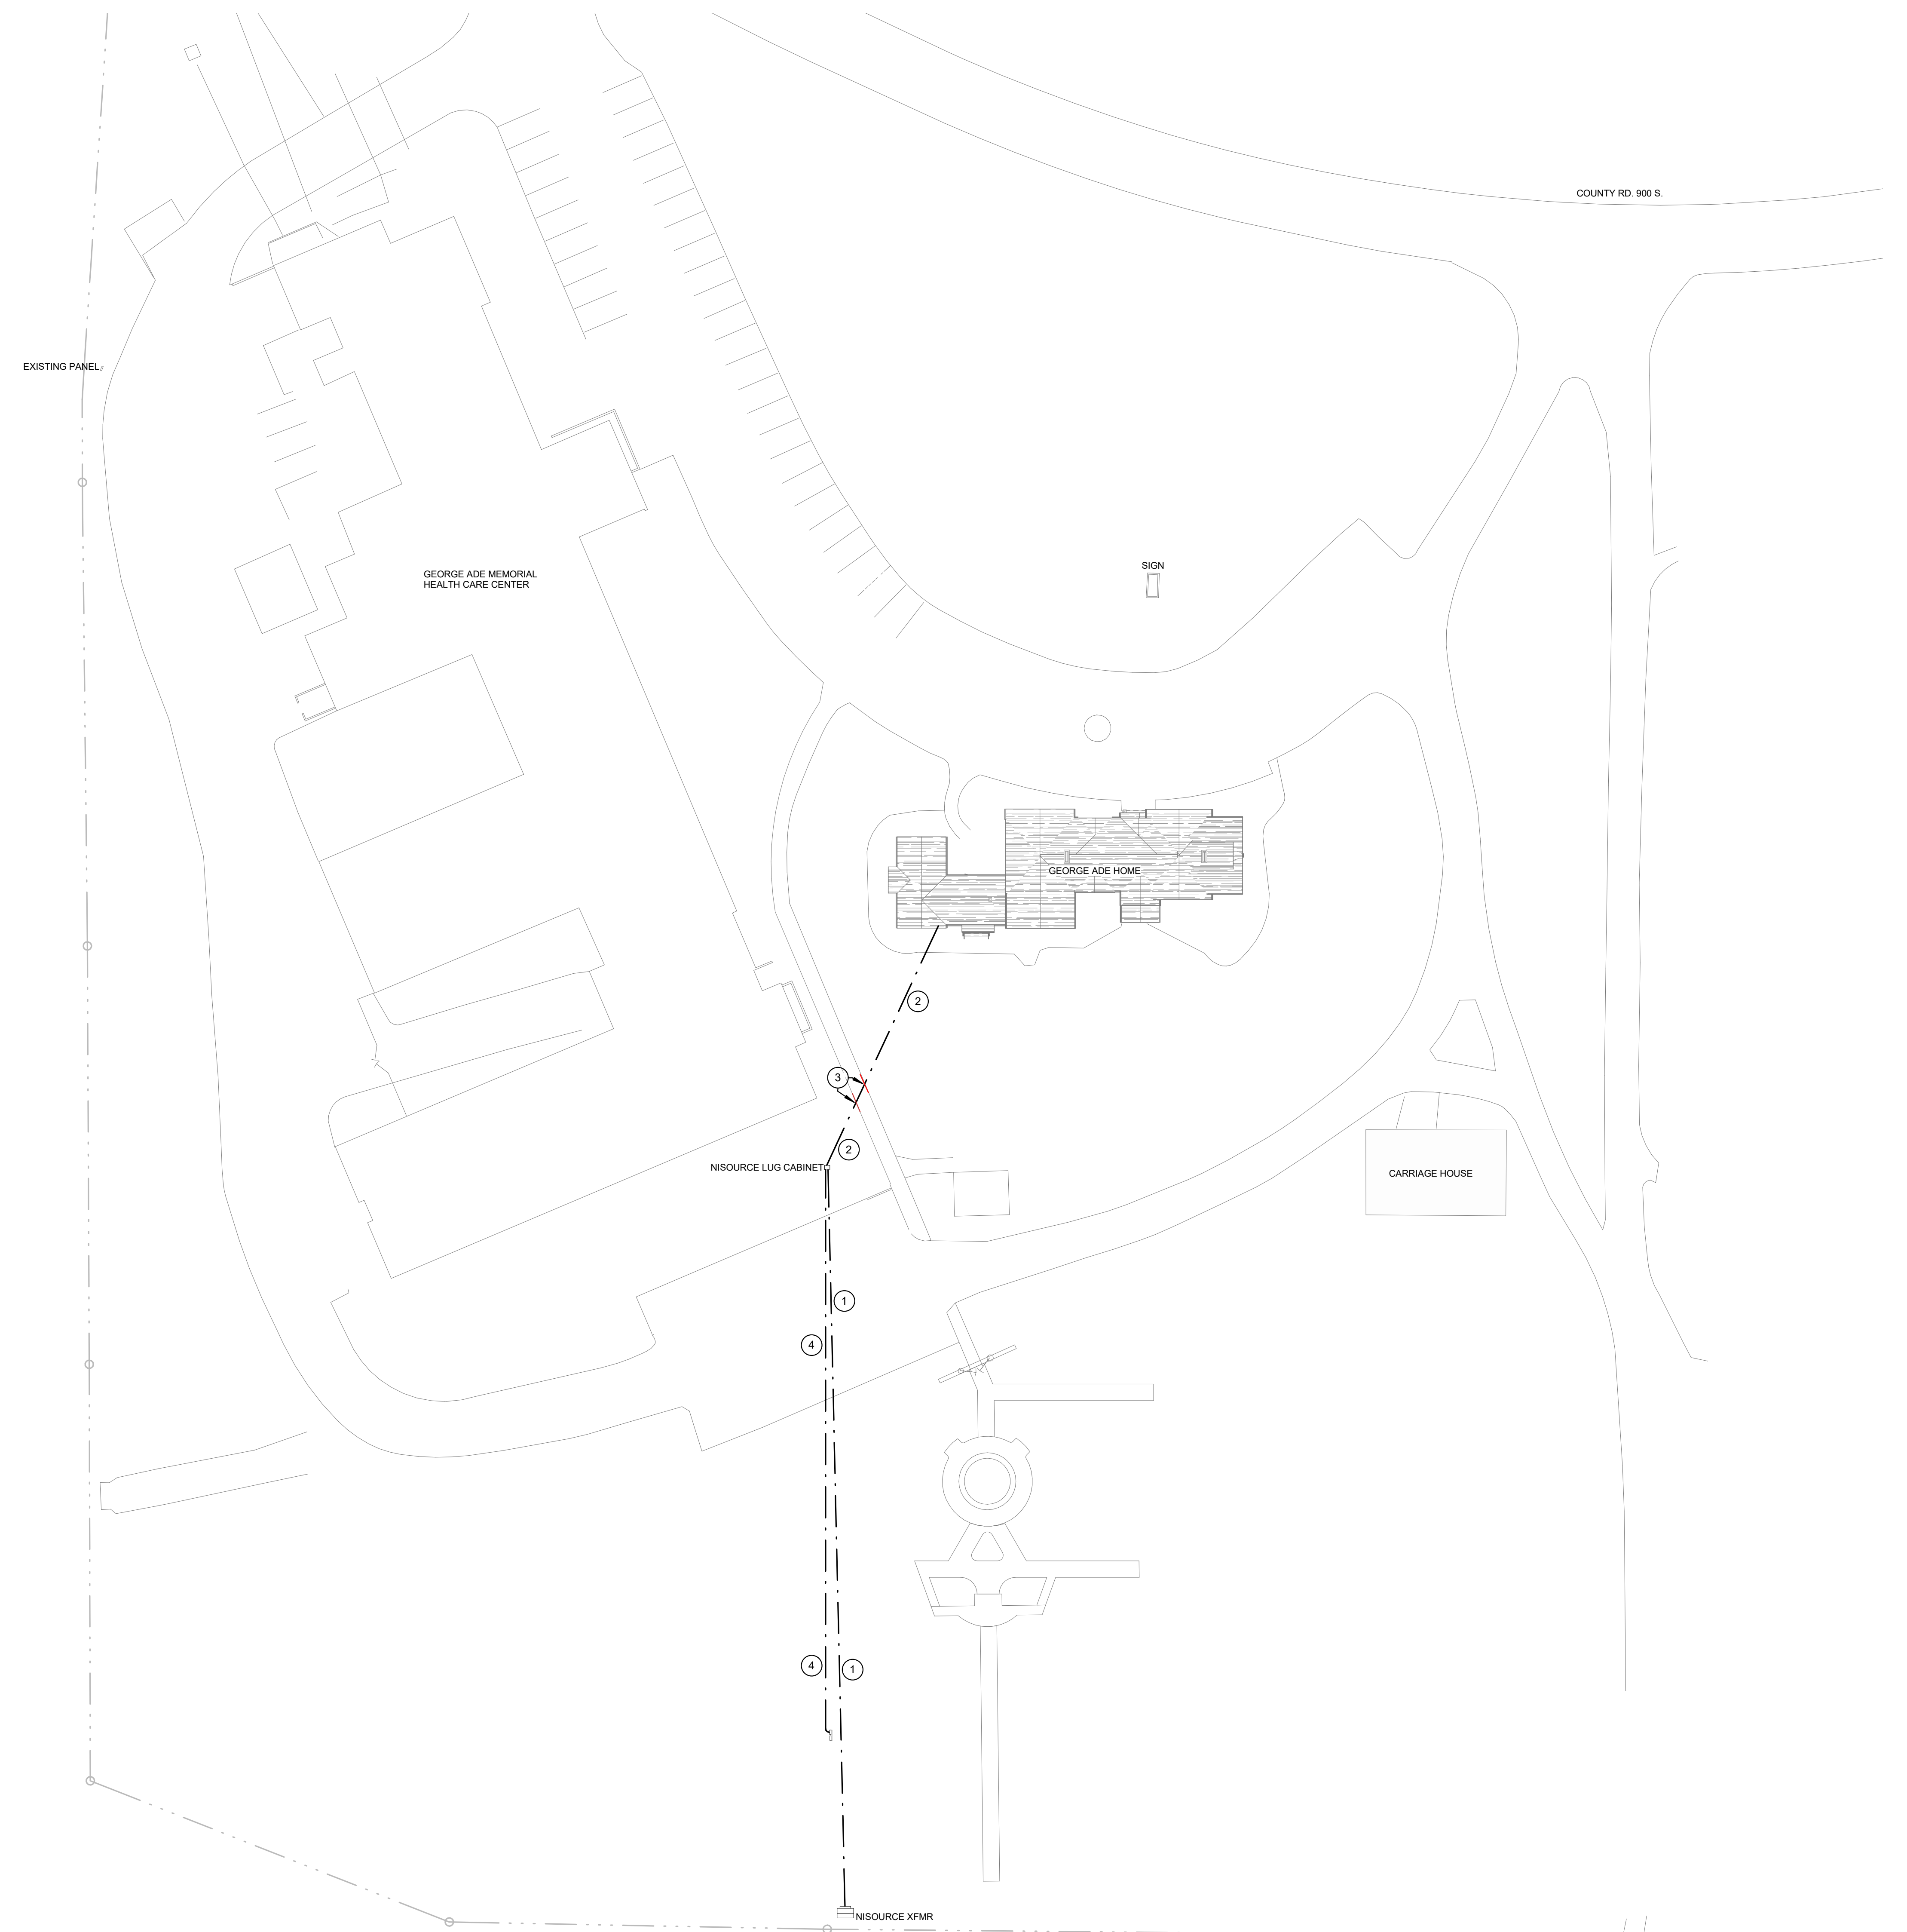 COUNTY RD. 900 S.
EXISTING PANEL
SIGN
GEORGE ADE MEMORIAL
HEALTH CARE CENTER
GEORGE ADE HOME
2
3
2
NISOURCE LUG CABINET
CARRIAGE HOUSE
1
4
4
1
NISOURCE XFMR